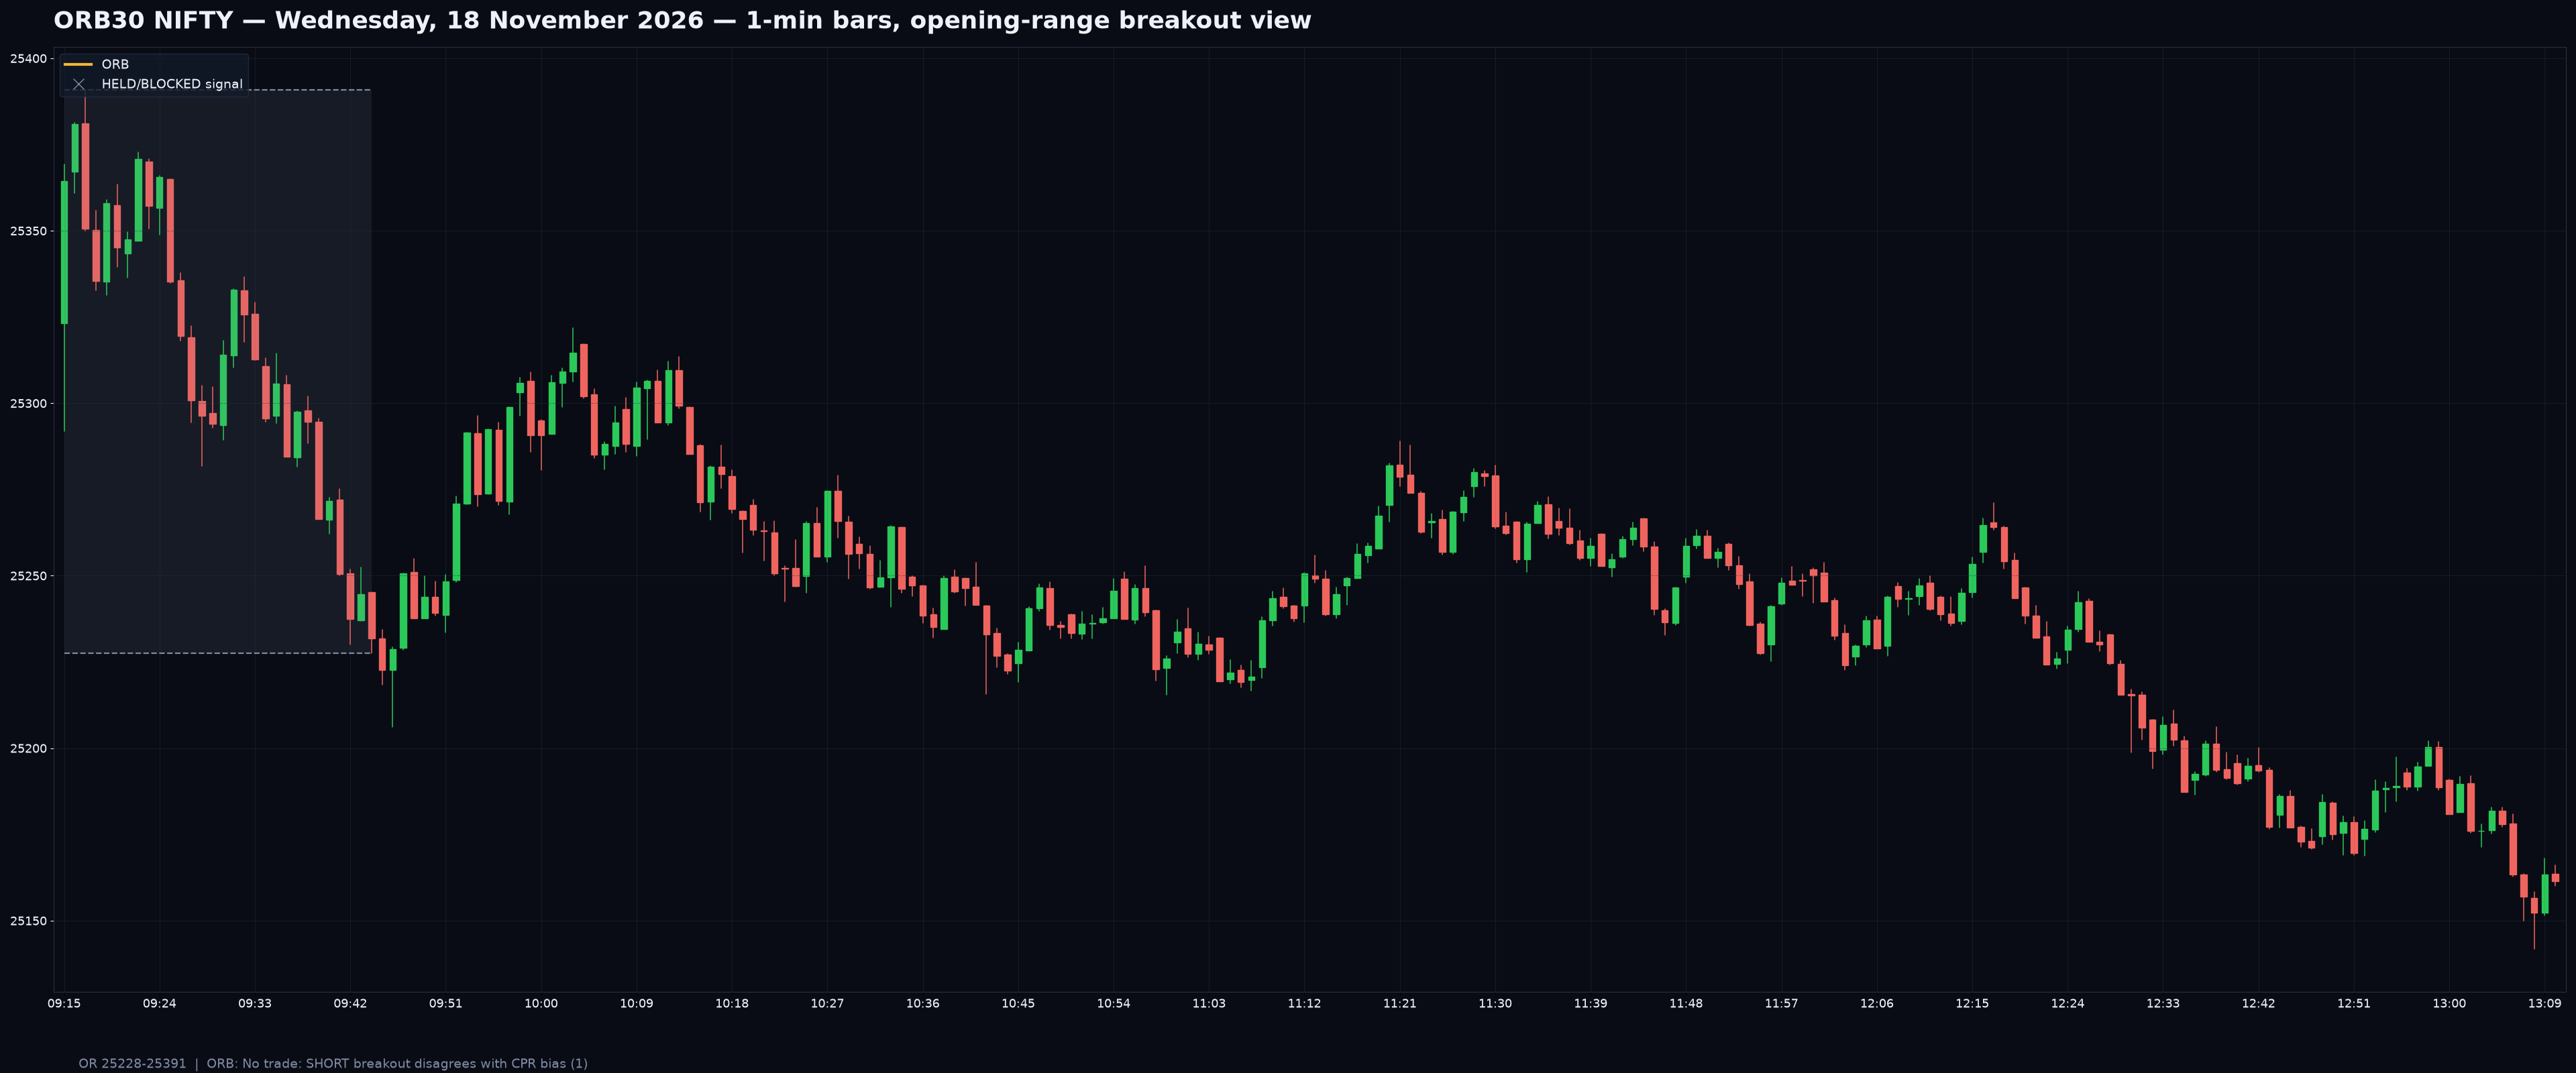 ORB30 NIFTY — Wednesday, 18 November 2026 — 1-min bars, opening-range breakout view
ORB
HELD/BLOCKED signal
25400
25350
25300
25250
25200
25150
09:15 09:24 09:33 09:42 09:51 10:00 10:09 10:18 10:27 10:36 10:45 10:54 11:03 11:12 11:21 11:30 11:39 11:48 11:57 12:06 12:15 12:24 12:33 12:42 12:51 13:00 13:09
OR 25228-25391 | ORB: No trade: SHORT breakout disagrees with CPR bias (1)